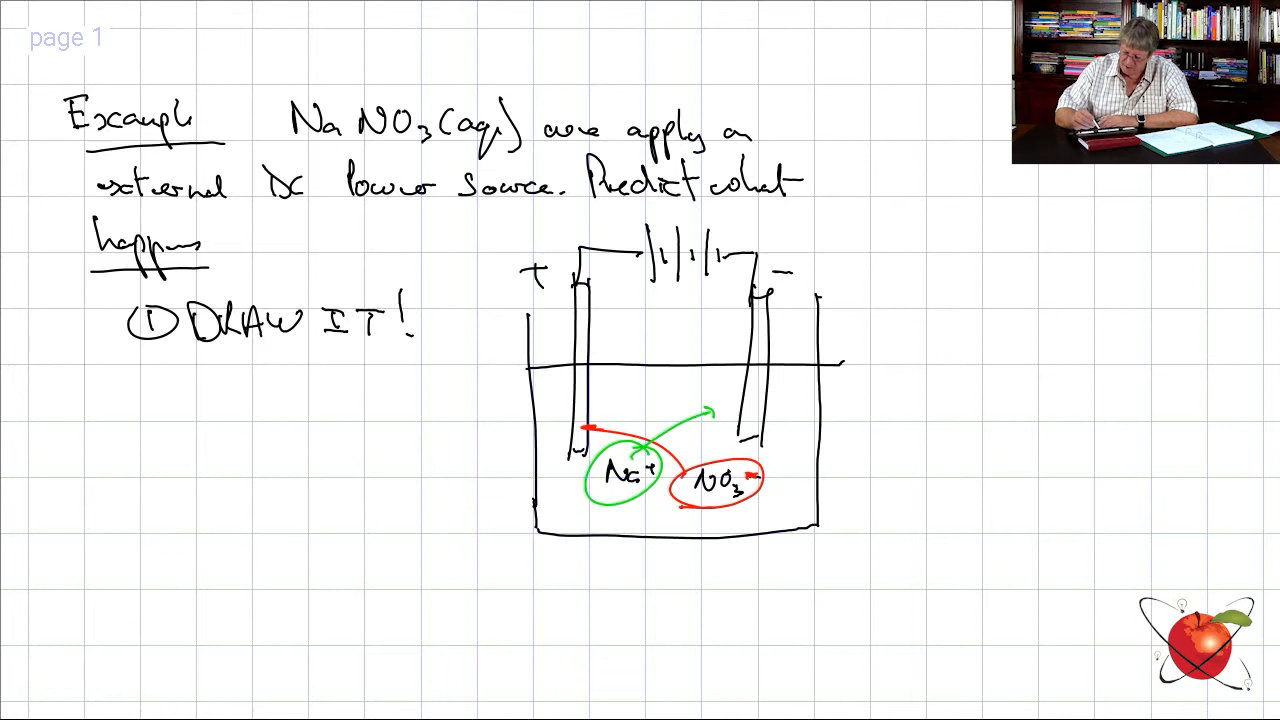 page 1
Example NaNO₃(aq) we apply an
external DC power source. Predict what
happens
+ -
① DRAW IT!
Na⁺ NO₃⁻